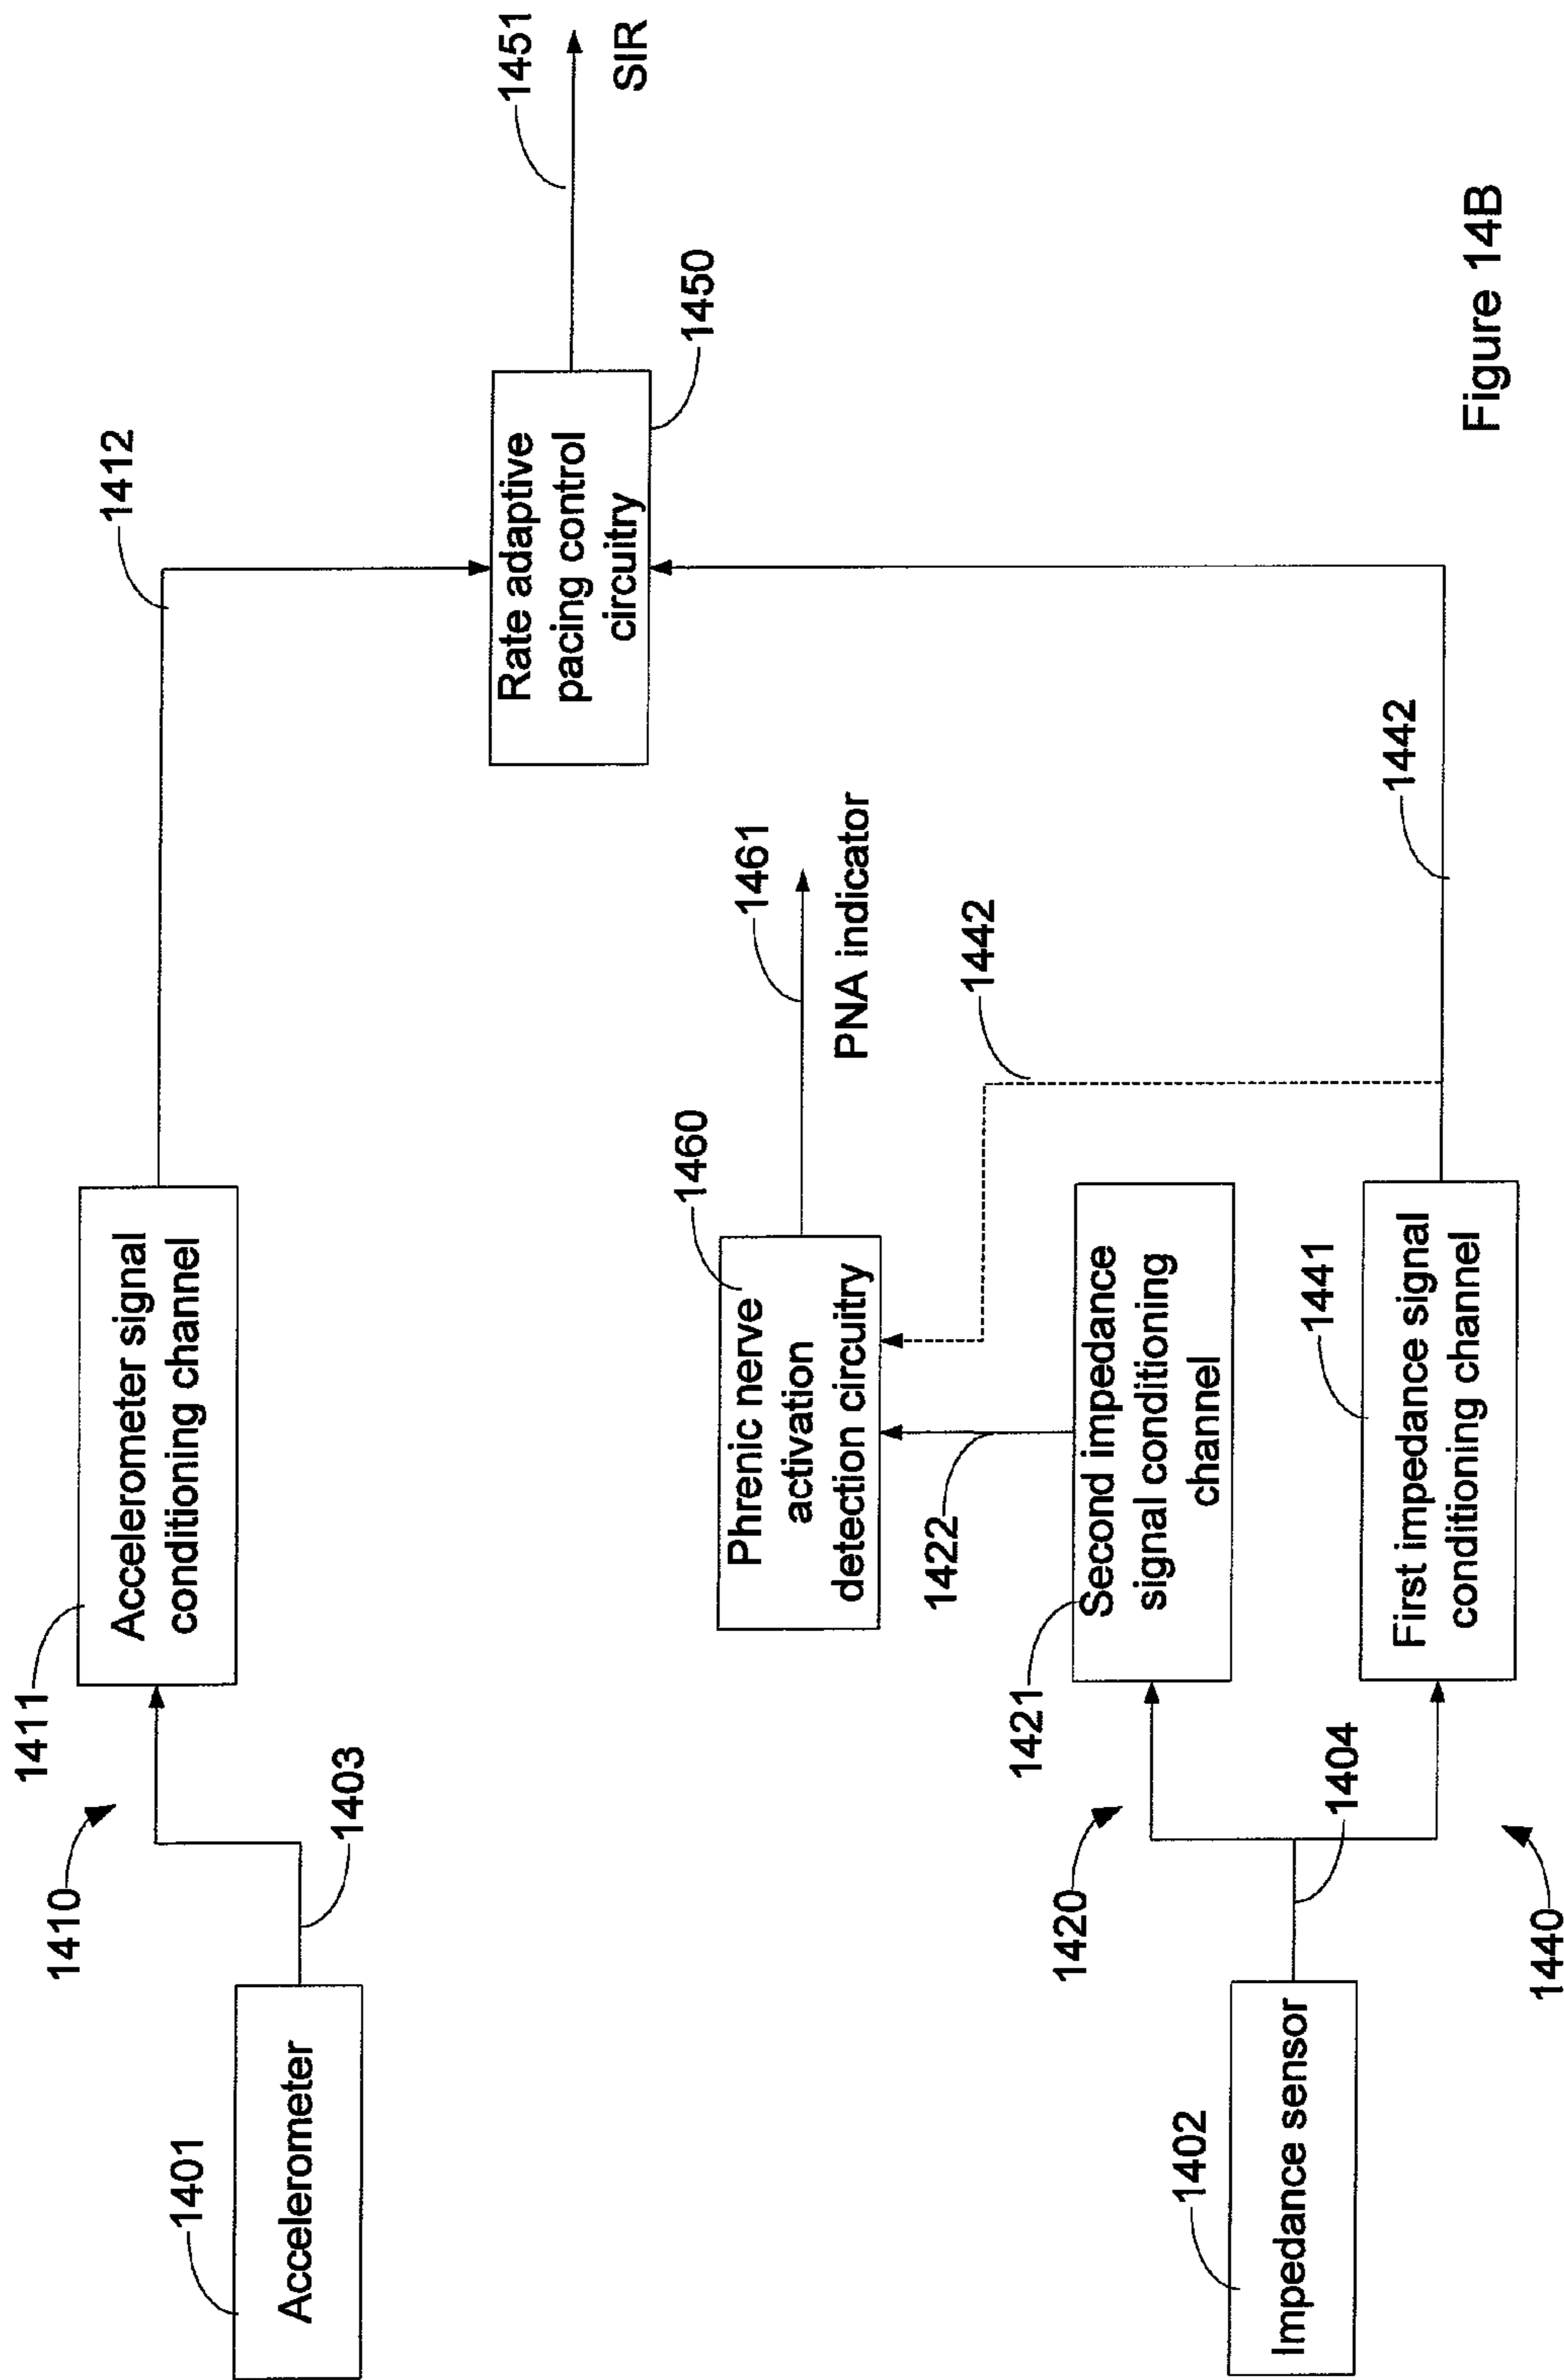 1401
Accelerometer
1403
1410
1411
Accelerometer signal
conditioning channel
1412
Rate adaptive
pacing control
circuitry
1450
1451
SIR
1402
Impedance sensor
1404
1420
1440
1421
Second impedance
signal conditioning
channel
1422
Phrenic nerve
activation
detection circuitry
1460
1461
PNA indicator
1442
First impedance signal
conditioning channel
1441
1442
Figure 14B